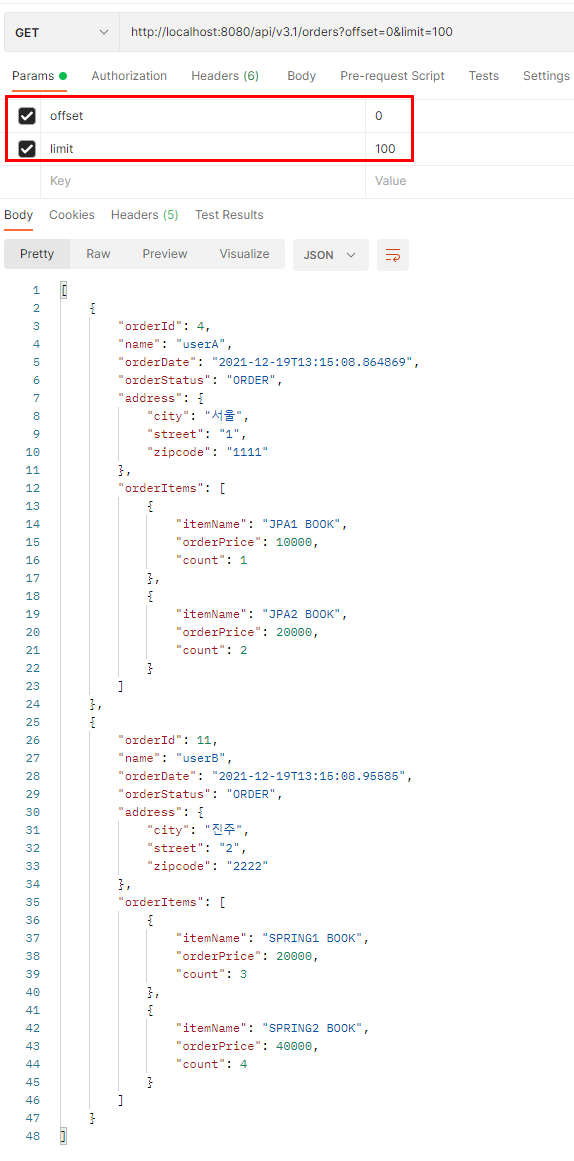 GET http://localhost:8080/api/v3.1/orders?offset=0&limit=100
Params Authorization Headers (6) Body Pre-request Script Tests Settings
offset 0
limit 100
Key Value
Body Cookies Headers (5) Test Results
Pretty Raw Preview Visualize JSON
1 [
2 {
3 "orderId": 4,
4 "name": "userA",
5 "orderDate": "2021-12-19T13:15:08.864869",
6 "orderStatus": "ORDER",
7 "address": {
8 "city": "서울",
9 "street": "1",
10 "zipcode": "1111"
11 },
12 "orderItems": [
13 {
14 "itemName": "JPA1 BOOK",
15 "orderPrice": 10000,
16 "count": 1
17 },
18 {
19 "itemName": "JPA2 BOOK",
20 "orderPrice": 20000,
21 "count": 2
22 }
23 ]
24 },
25 {
26 "orderId": 11,
27 "name": "userB",
28 "orderDate": "2021-12-19T13:15:08.95585",
29 "orderStatus": "ORDER",
30 "address": {
31 "city": "진주",
32 "street": "2",
33 "zipcode": "2222"
34 },
35 "orderItems": [
36 {
37 "itemName": "SPRING1 BOOK",
38 "orderPrice": 20000,
39 "count": 3
40 },
41 {
42 "itemName": "SPRING2 BOOK",
43 "orderPrice": 40000,
44 "count": 4
45 }
46 ]
47 }
48 ]